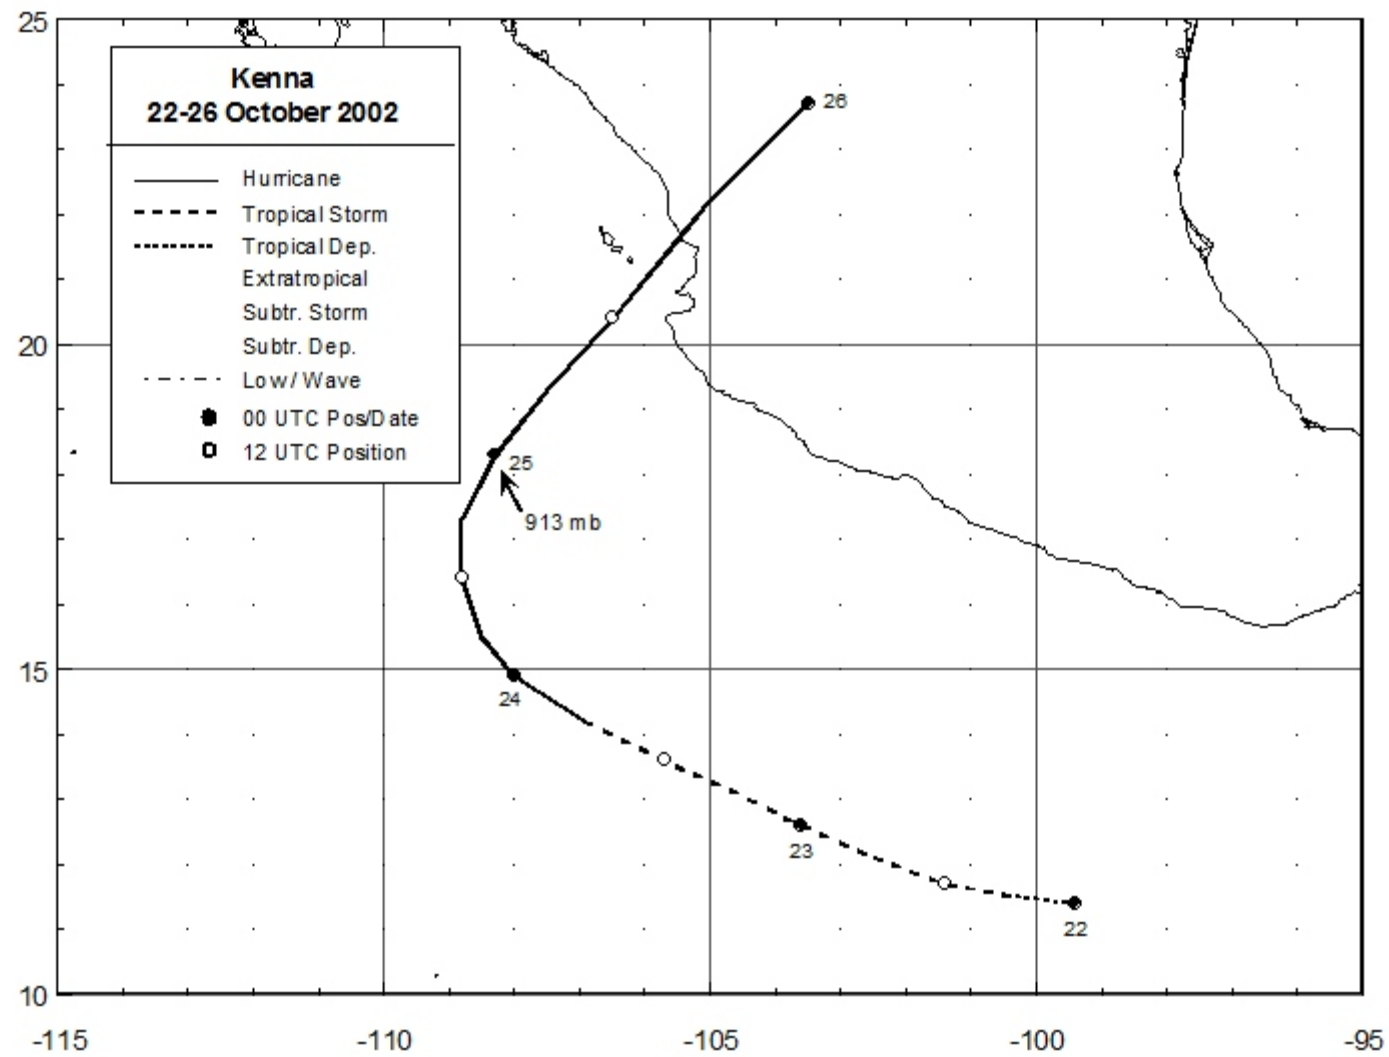 25
Kenna
22-26 October 2002
Hurricane
Tropical Storm
Tropical Dep.
Extratropical
Subtr. Storm
Subtr. Dep.
Low/Wave
00 UTC Pos/Date
12 UTC Position
26
20
25
913 mb
15
24
23
22
10
-115
-110
-105
-100
-95